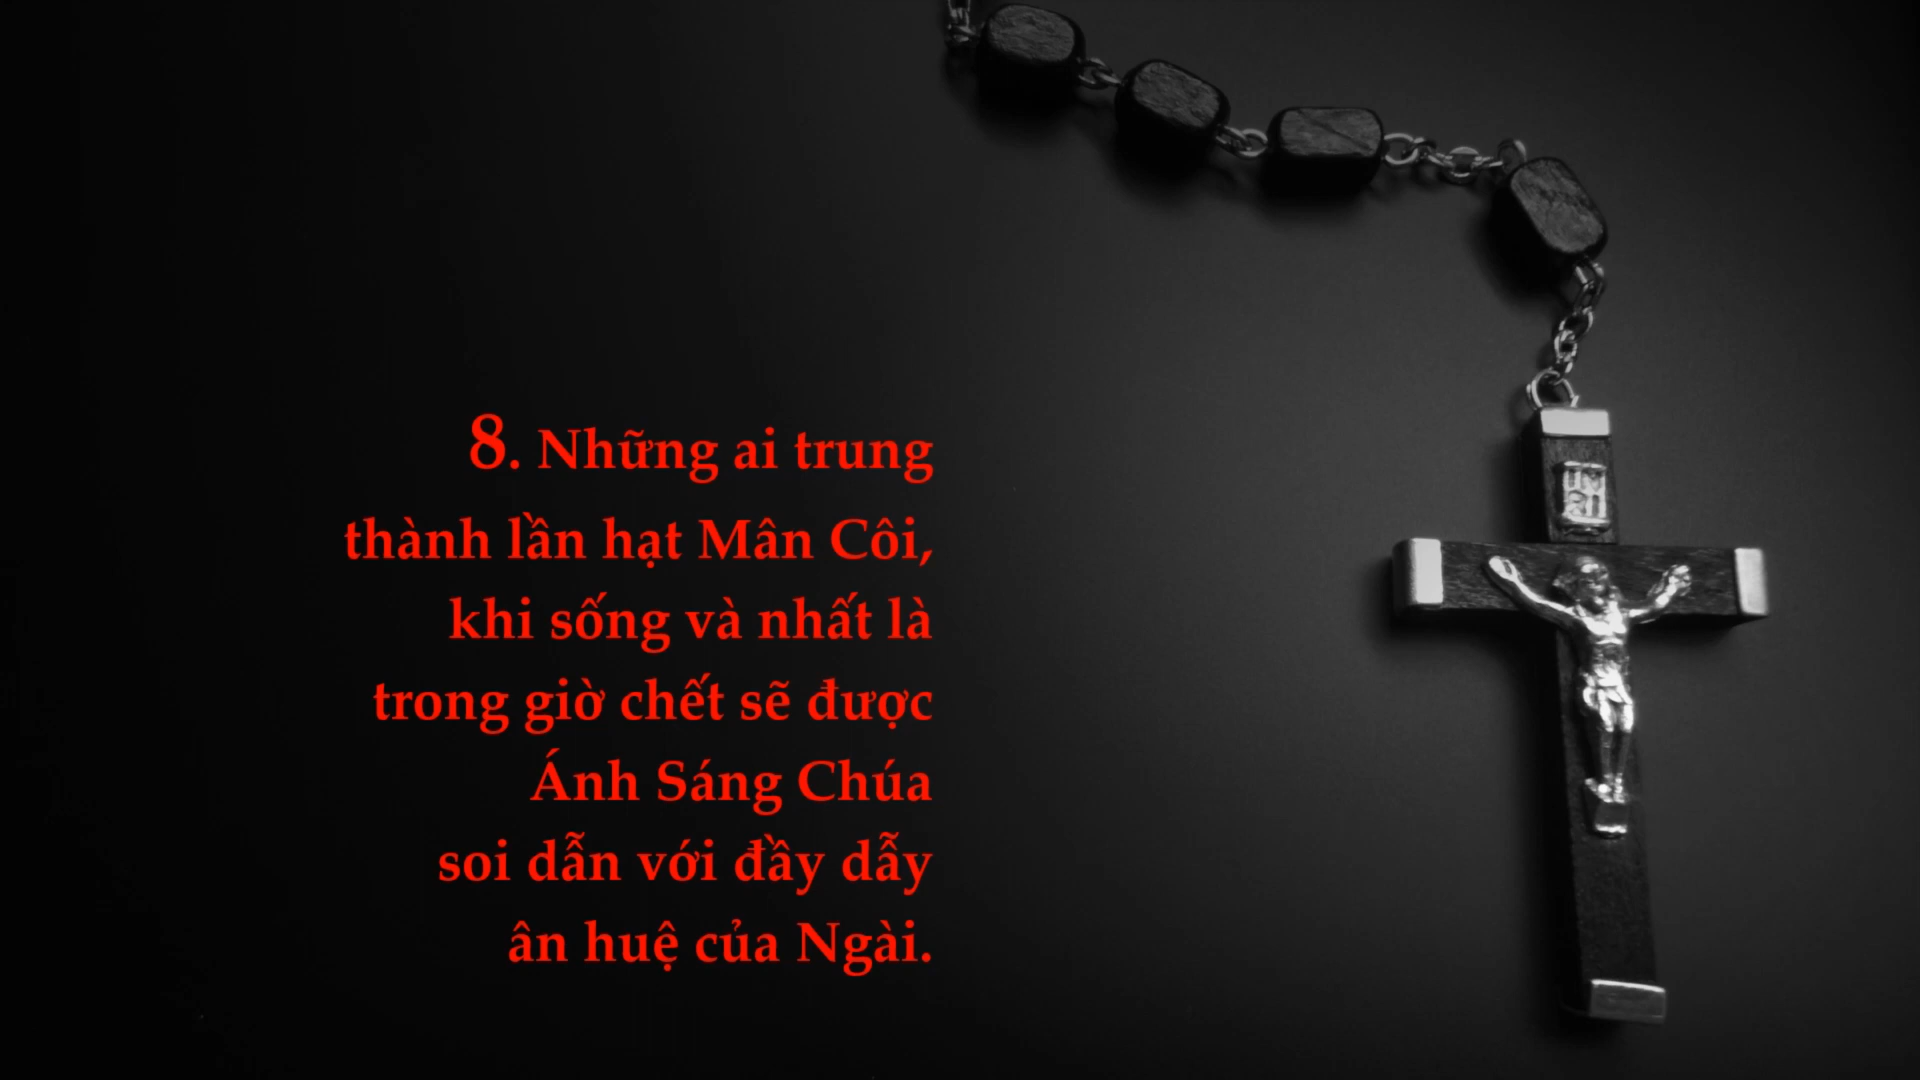 8. Những ai trung
thành lần hạt Mân Côi,
khi sống và nhất là
trong giờ chết sẽ được
Ánh Sáng Chúa
soi dẫn với đầy dẫy
ân huệ của Ngài.